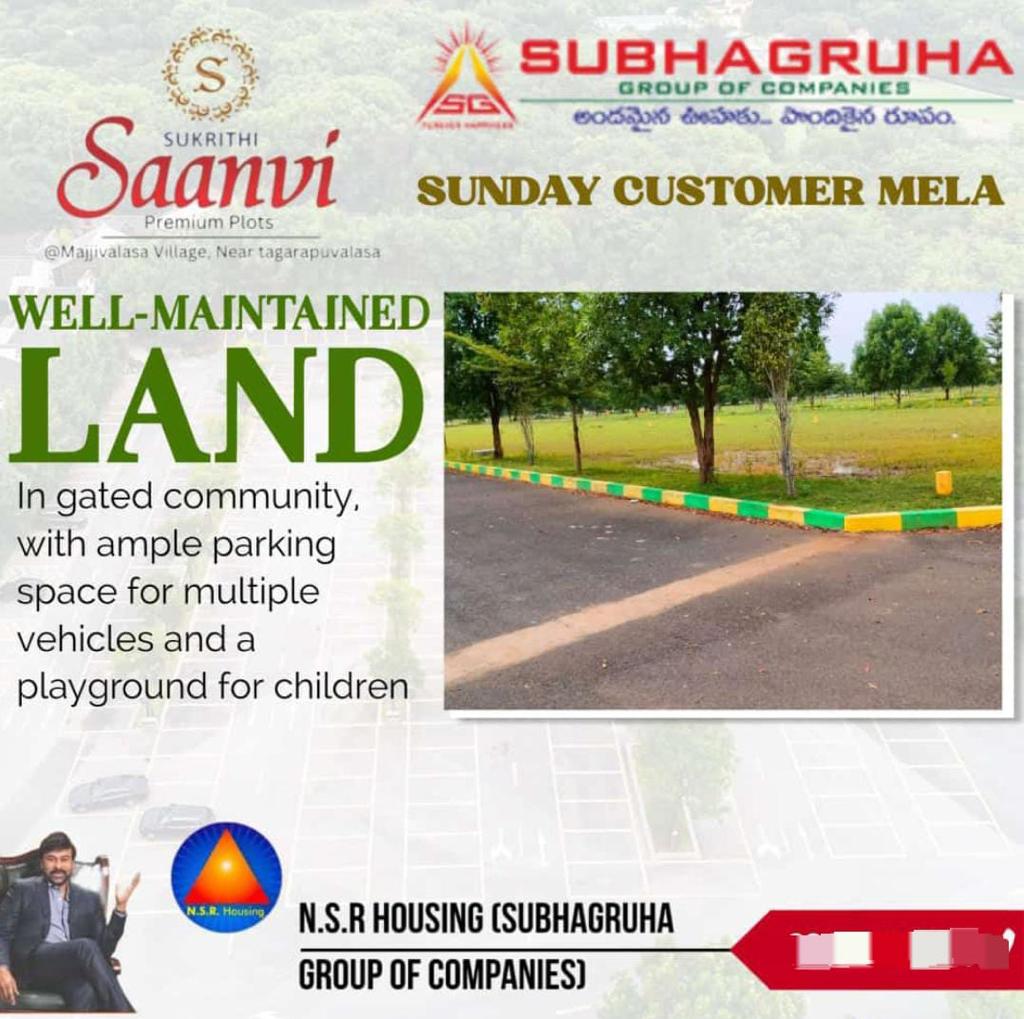 S
SUKRITHI
Saanvi
Premium Plots
@Majjivalasa Village, Near tagarapuvalasa
SG
SUBHAGRUHA
GROUP OF COMPANIES
అందమైన ఊహకు... పొందికైన రూపం.
SUNDAY CUSTOMER MELA
WELL-MAINTAINED
LAND
In gated community,
with ample parking
space for multiple
vehicles and a
playground for children
N.S.R. Housing
N.S.R HOUSING (SUBHAGRUHA
GROUP OF COMPANIES)